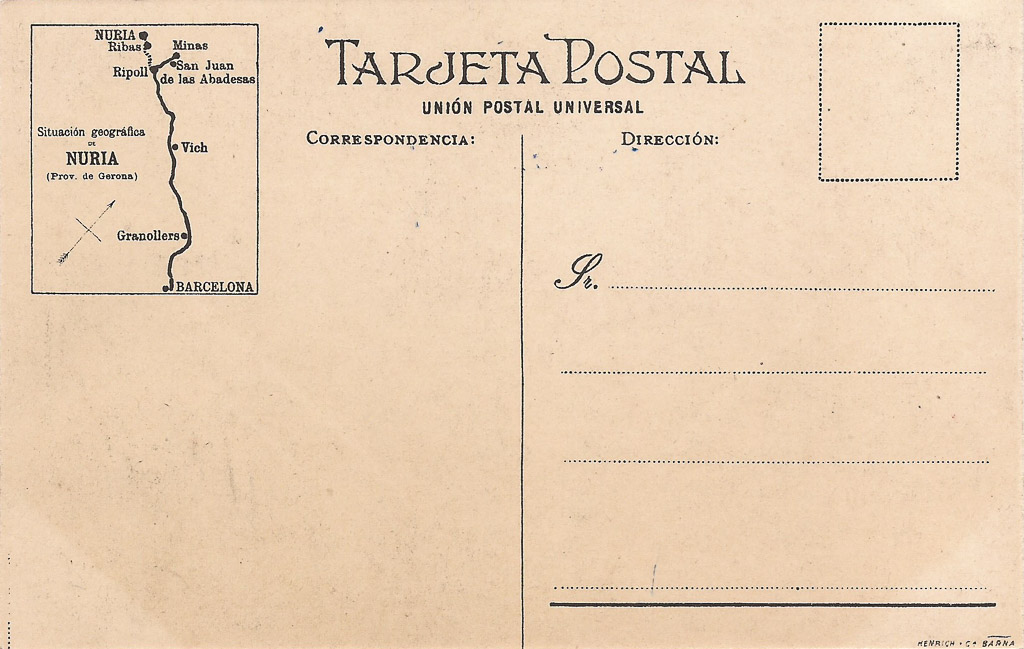 NURIA
Ribas
Minas
San Juan
de las Abadesas
Ripoll
Situación geográfica
DE
NURIA
(Prov. de Gerona)
Vich
Granollers
BARCELONA
TARJETA POSTAL
UNIÓN POSTAL UNIVERSAL
CORRESPONDENCIA:
DIRECCIÓN:
Sr.
HENRICH • Cª BARNA